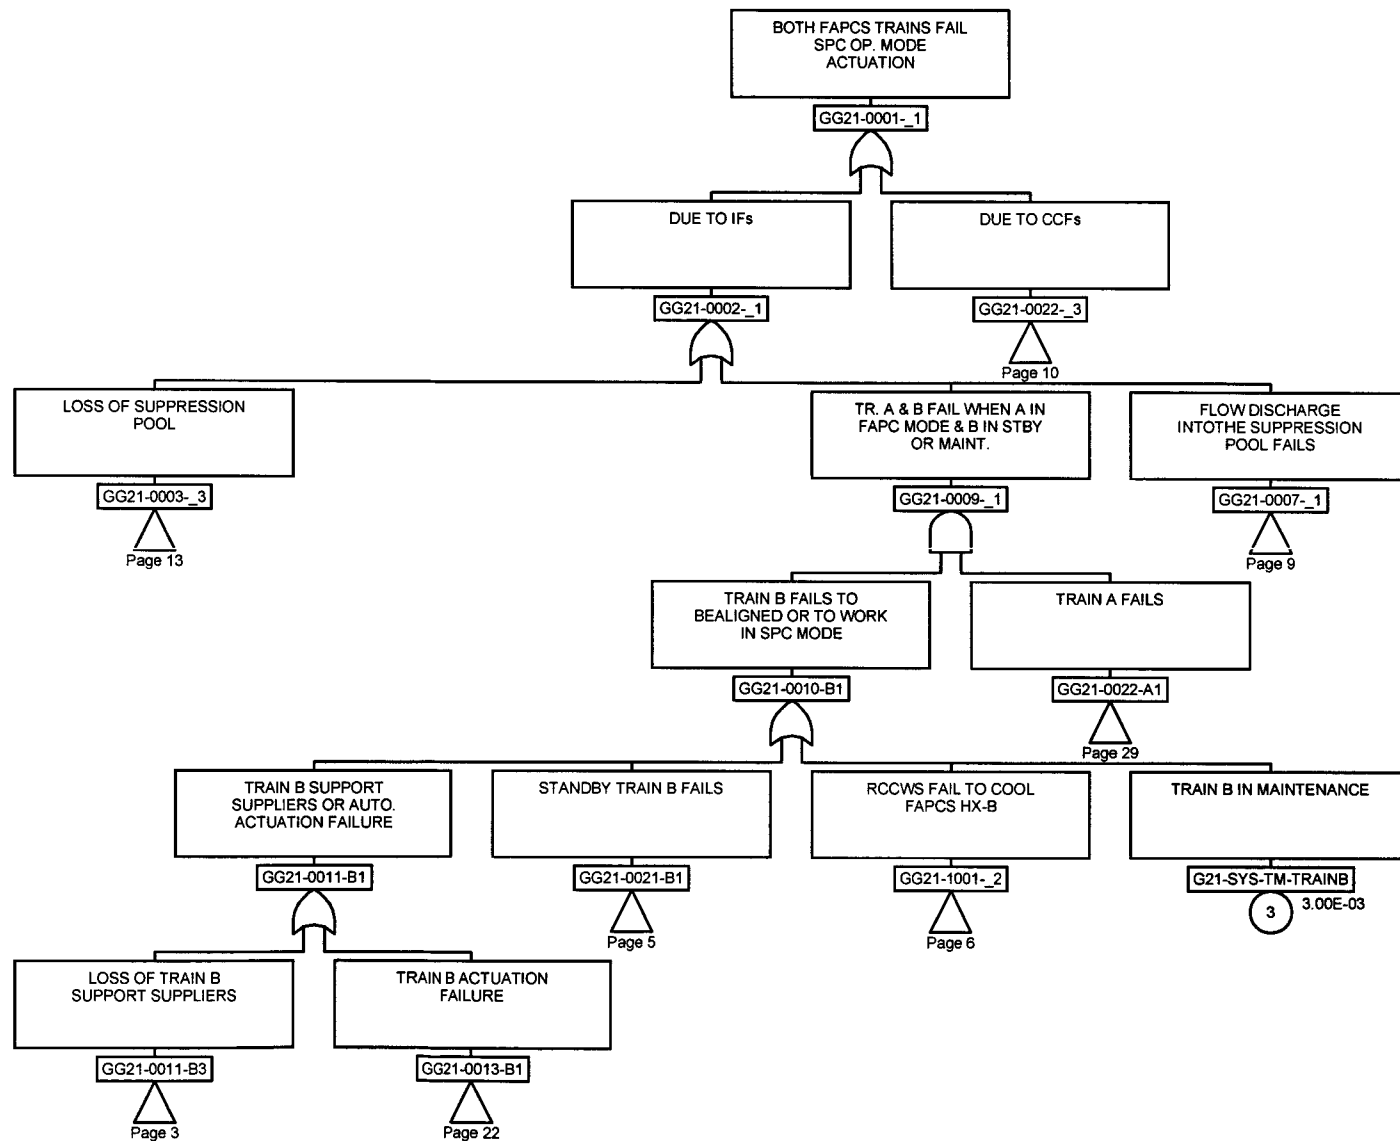 BOTH FAPCS TRAINS FAIL
SPC OP. MODE
ACTUATION
GG21-0001-_1
DUE TO IFs
DUE TO CCFs
GG21-0002-_1
GG21-0022-_3
Page 10
LOSS OF SUPPRESSION
POOL
TR. A & B FAIL WHEN A IN
FAPC MODE & B IN STBY
OR MAINT.
FLOW DISCHARGE
INTOTHE SUPPRESSION
POOL FAILS
GG21-0003-_3
GG21-0009-_1
GG21-0007-_1
Page 13
Page 9
TRAIN B FAILS TO
BEALIGNED OR TO WORK
IN SPC MODE
TRAIN A FAILS
GG21-0010-B1
GG21-0022-A1
Page 29
TRAIN B SUPPORT
SUPPLIERS OR AUTO.
ACTUATION FAILURE
STANDBY TRAIN B FAILS
RCCWS FAIL TO COOL
FAPCS HX-B
TRAIN B IN MAINTENANCE
GG21-0011-B1
GG21-0021-B1
GG21-1001-_2
G21-SYS-TM-TRAINB
3
3.00E-03
Page 5
Page 6
LOSS OF TRAIN B
SUPPORT SUPPLIERS
TRAIN B ACTUATION
FAILURE
GG21-0011-B3
GG21-0013-B1
Page 3
Page 22